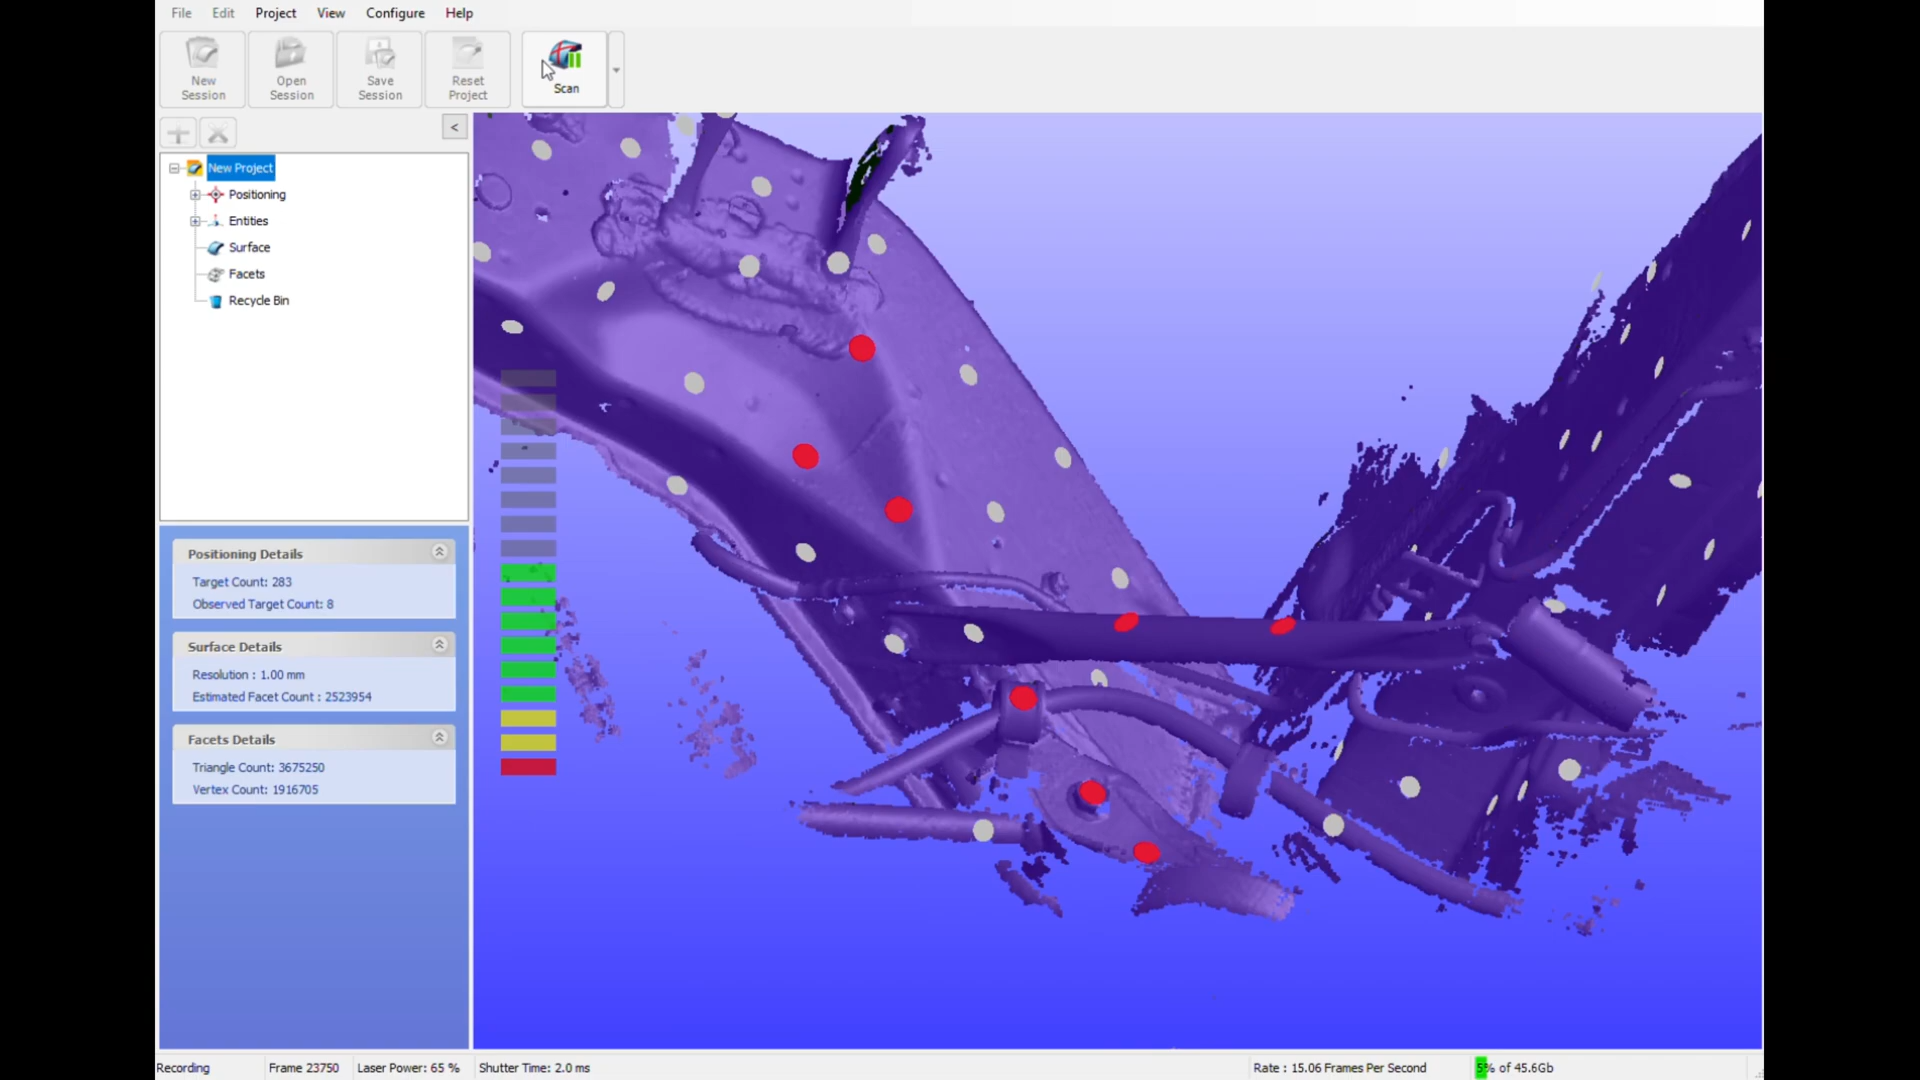 File Edit Project View Configure Help
New Session
Open Session
Save Session
Reset Project
Scan
<
New Project
Positioning
Entities
Surface
Facets
Recycle Bin
Positioning Details
Target Count: 283
Observed Target Count: 8
Surface Details
Resolution : 1.00 mm
Estimated Facet Count : 2523954
Facets Details
Triangle Count: 3675250
Vertex Count: 1916705
Recording Frame 23750 Laser Power: 65 % Shutter Time: 2.0 ms Rate : 15.06 Frames Per Second 5% of 45.6Gb